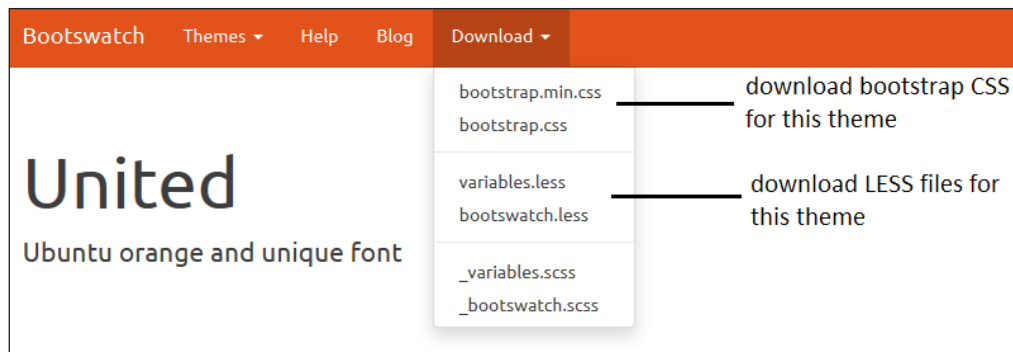 Bootswatch Themes Help Blog Download
bootstrap.min.css
bootstrap.css
download bootstrap CSS
for this theme
United
Ubuntu orange and unique font
variables.less
bootswatch.less
download LESS files for
this theme
_variables.scss
_bootswatch.scss